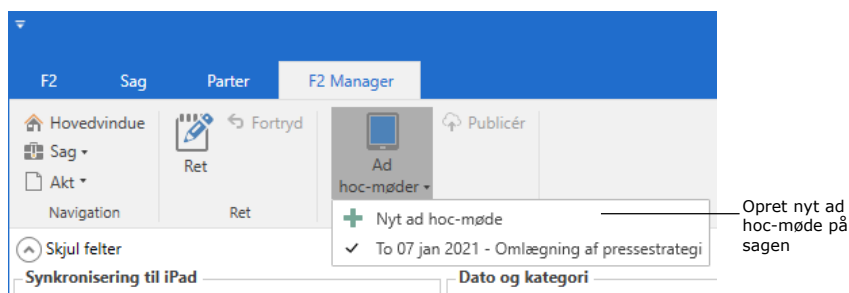 F2 Sag Parter F2 Manager
Hovedvindue
Sag
Akt
Navigation
Ret
Fortryd
Ret
Ad
hoc-møder
Publicér
Nyt ad hoc-møde
To 07 jan 2021 - Omlægning af pressestrategi
Opret nyt ad
hoc-møde på
sagen
Skjul felter
Synkronisering til iPad
Dato og kategori